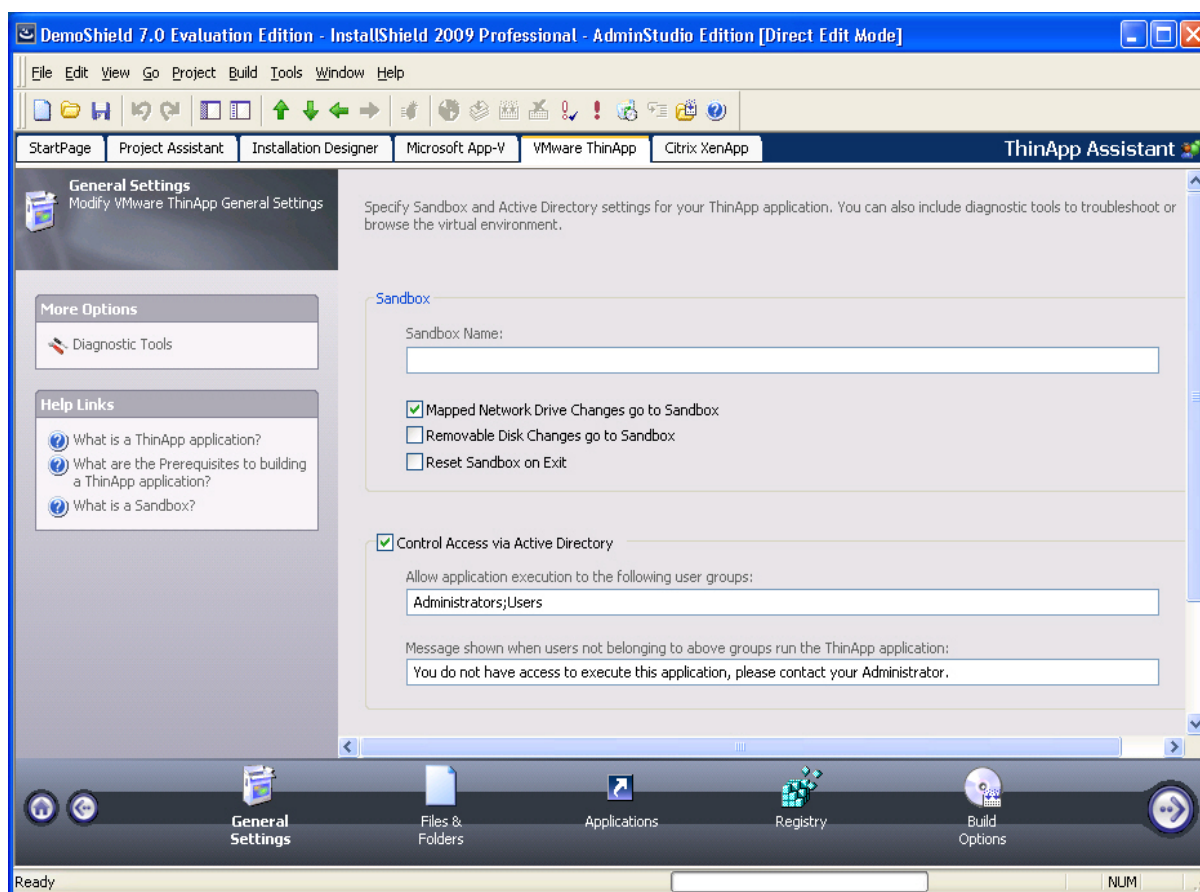 DemoShield 7.0 Evaluation Edition - InstallShield 2009 Professional - AdminStudio Edition [Direct Edit Mode]
File Edit View Go Project Build Tools Window Help
StartPage Project Assistant Installation Designer Microsoft App-V VMware ThinApp Citrix XenApp ThinApp Assistant
General Settings
Modify VMware ThinApp General Settings
More Options
Diagnostic Tools
Help Links
What is a ThinApp application?
What are the Prerequisites to building
a ThinApp application?
What is a Sandbox?
Specify Sandbox and Active Directory settings for your ThinApp application. You can also include diagnostic tools to troubleshoot or
browse the virtual environment.
Sandbox
Sandbox Name:
Mapped Network Drive Changes go to Sandbox
Removable Disk Changes go to Sandbox
Reset Sandbox on Exit
Control Access via Active Directory
Allow application execution to the following user groups:
Administrators;Users
Message shown when users not belonging to above groups run the ThinApp application:
You do not have access to execute this application, please contact your Administrator.
General
Settings
Files &
Folders
Applications
Registry
Build
Options
Ready
NUM